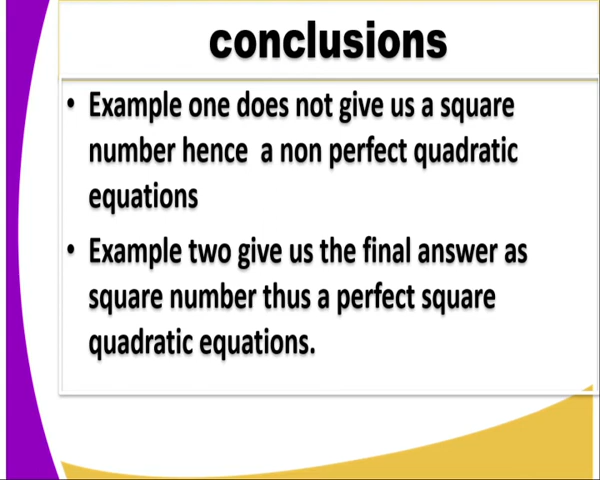 conclusions
• Example one does not give us a square
number hence a non perfect quadratic
equations
• Example two give us the final answer as
square number thus a perfect square
quadratic equations.